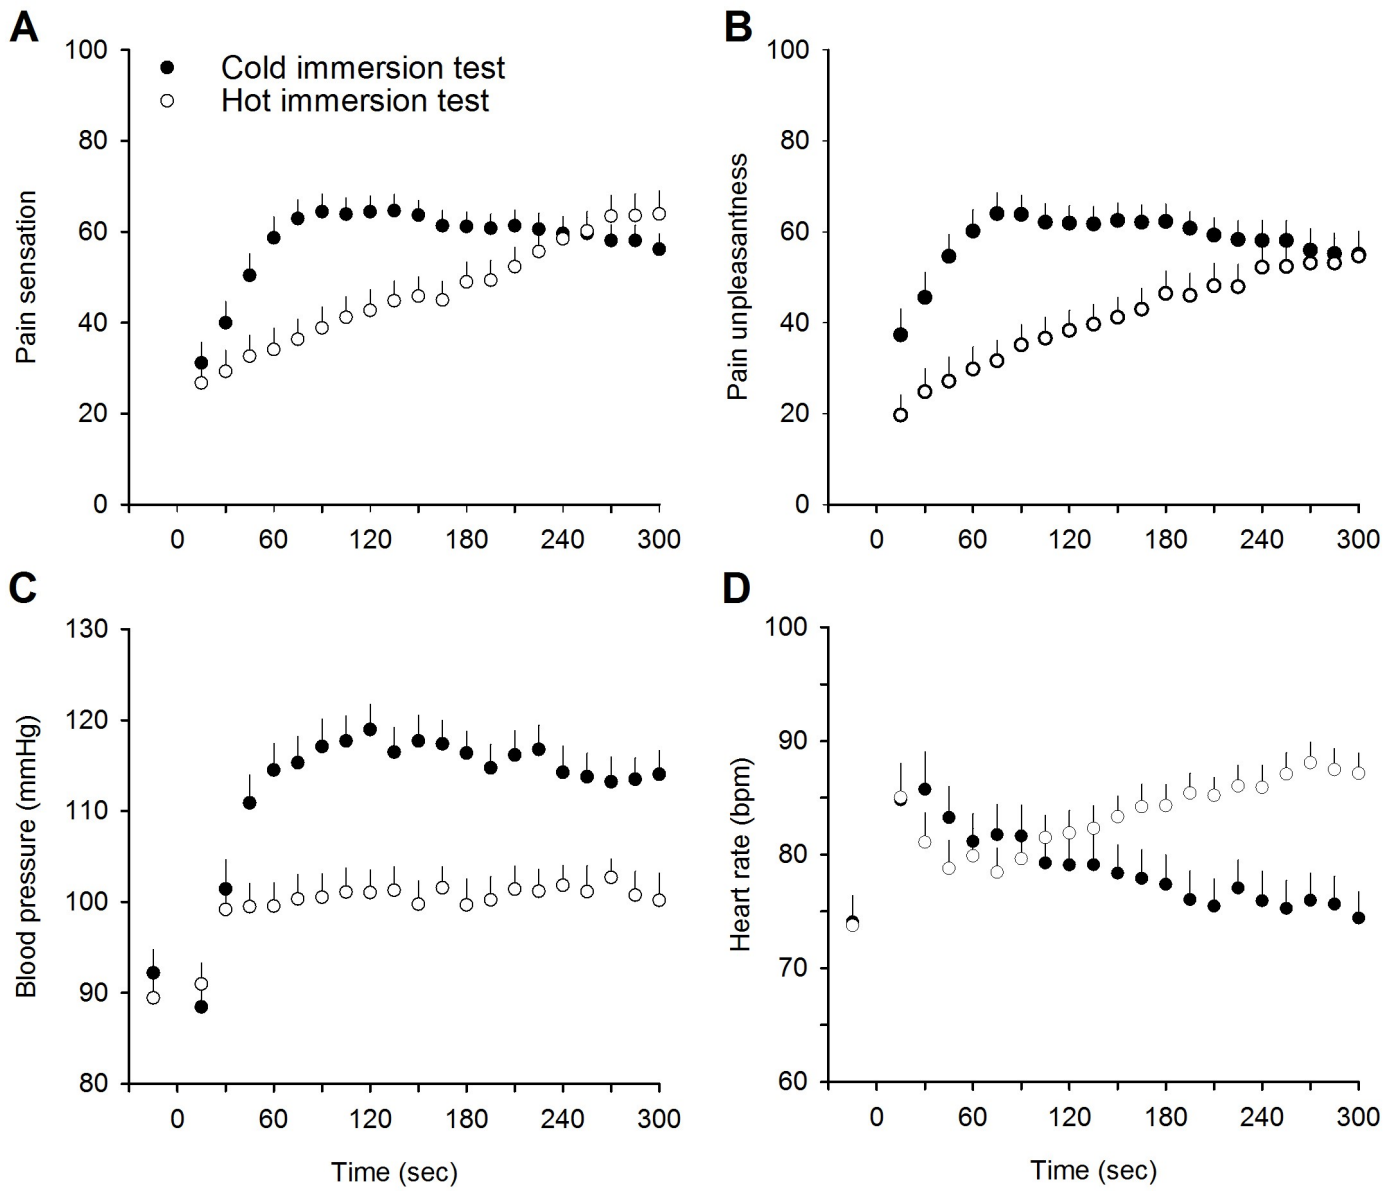 A
B
100
80
60
40
20
0
Pain sensation
Cold immersion test
Hot immersion test
0 60 120 180 240 300
100
80
60
40
20
0
Pain unpleasantness
0 60 120 180 240 300
C
D
130
120
110
100
90
80
Blood pressure (mmHg)
0 60 120 180 240 300
Time (sec)
100
90
80
70
60
Heart rate (bpm)
0 60 120 180 240 300
Time (sec)